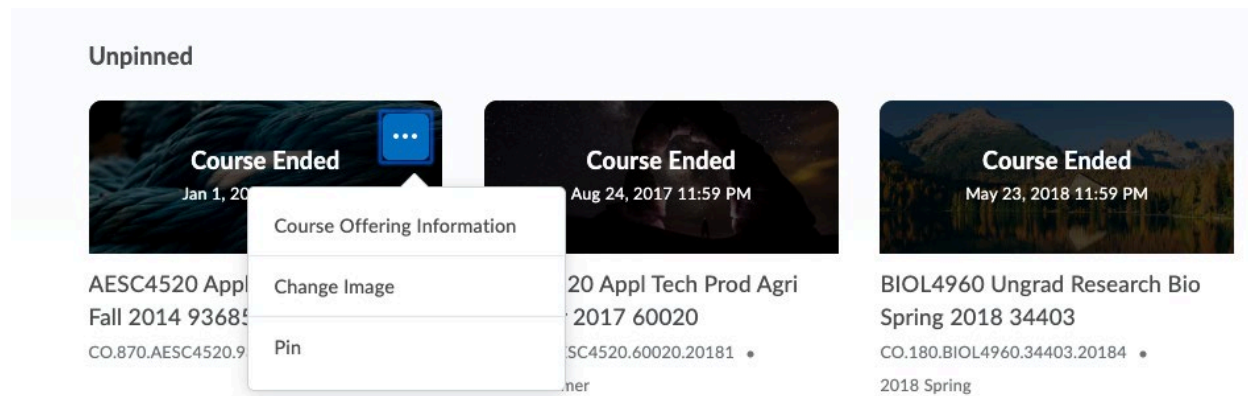 Unpinned
Course Ended
Jan 1, 20
Course Ended
Aug 24, 2017 11:59 PM
Course Ended
May 23, 2018 11:59 PM
Course Offering Information
Change Image
Pin
AESC4520 Appl
Fall 2014 93685
CO.870.AESC4520.9
20 Appl Tech Prod Agri
2017 60020
SC4520.60020.20181 •
mer
BIOL4960 Ungrad Research Bio
Spring 2018 34403
CO.180.BIOL4960.34403.20184 •
2018 Spring